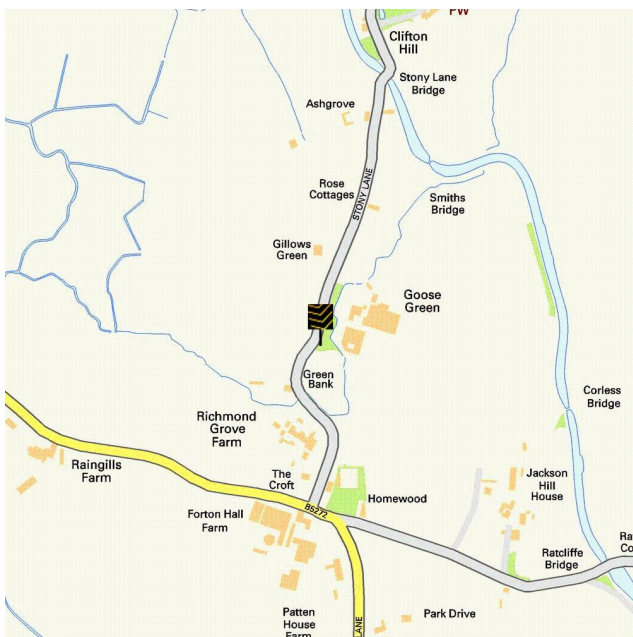 PW
Clifton
Hill
Stony Lane
Bridge
Ashgrove
Rose
Cottages
STONY LANE
Smiths
Bridge
Gillows
Green
Goose
Green
Green
Bank
Corless
Bridge
Richmond
Grove
Farm
Raingills
Farm
The
Croft
Homewood
Jackson
Hill
House
B5272
Forton Hall
Farm
Ratcliffe
Bridge
Ra
Co
Patten
House
Farm
LANE
Park Drive